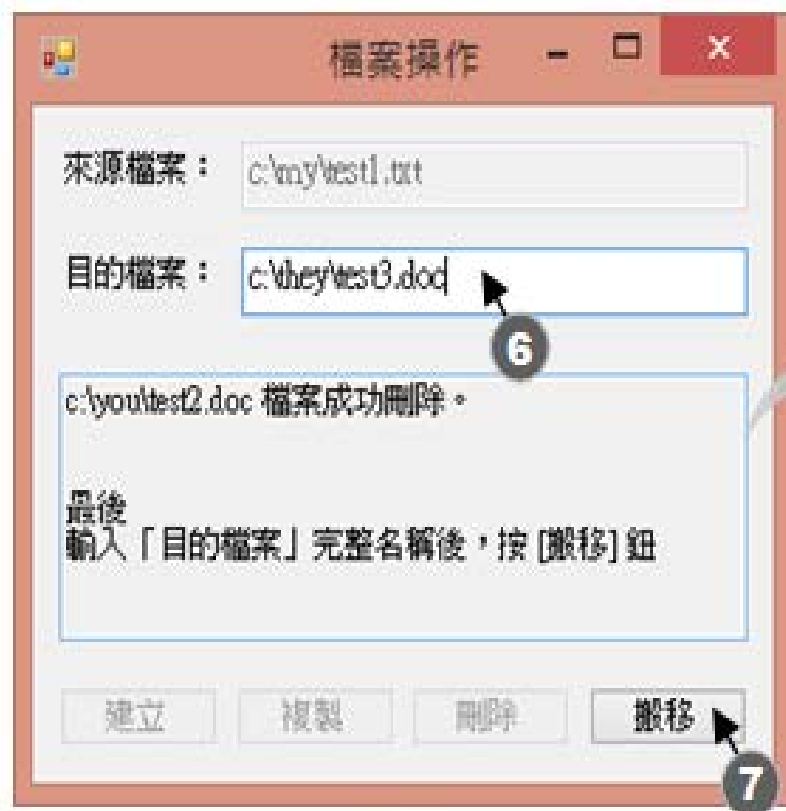 檔案操作
來源檔案： c:\my\test1.txt
目的檔案： c:\they\test3.doc
6
c:\you\test2.doc 檔案成功刪除。
最後
輸入「目的檔案」完整名稱後，按 [搬移] 鈕
建立 複製 刪除 搬移
7